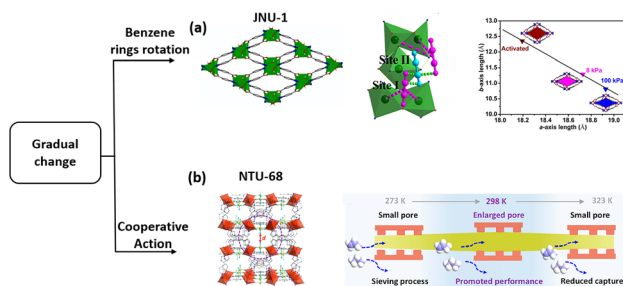 Gradual
change
Benzene
rings rotation
(a)
JNU-1
Site II
Site I
b-axis length (Å)
13.0
12.5
12.0
11.5
11.0
10.5
10.0
18.0
18.2
18.4
18.6
18.8
19.0
a-axis length (Å)
Activated
8 kPa
100 kPa
(b)
NTU-68
Cooperative
Action
273 K
298 K
323 K
Small pore
Enlarged pore
Small pore
Sieving process
Promoted performance
Reduced capture